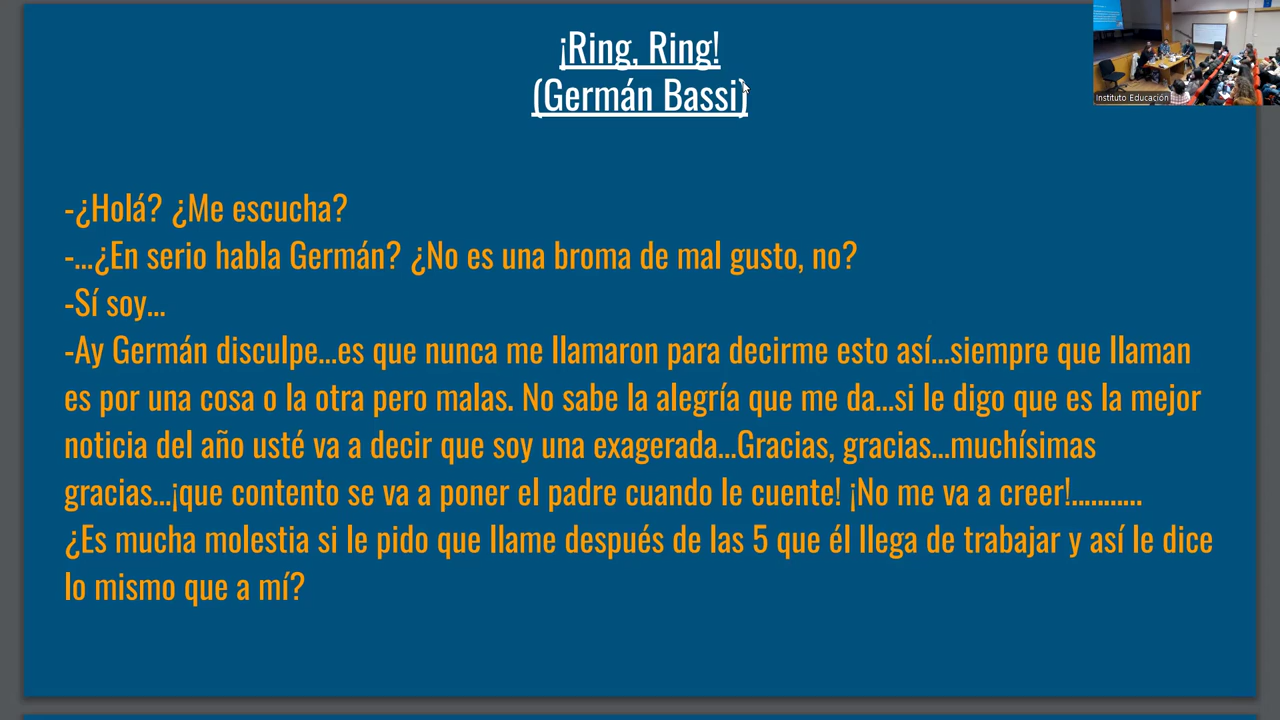 ¡Ring, Ring!
(Germán Bassi)
Instituto Educación
-¿Holá? ¿Me escucha?
-...¿En serio habla Germán? ¿No es una broma de mal gusto, no?
-Sí soy...
-Ay Germán disculpe...es que nunca me llamaron para decirme esto así...siempre que llaman
es por una cosa o la otra pero malas. No sabe la alegría que me da...si le digo que es la mejor
noticia del año usté va a decir que soy una exagerada...Gracias, gracias...muchísimas
gracias...¡que contento se va a poner el padre cuando le cuente! ¡No me va a creer!...........
¿Es mucha molestia si le pido que llame después de las 5 que él llega de trabajar y así le dice
lo mismo que a mí?